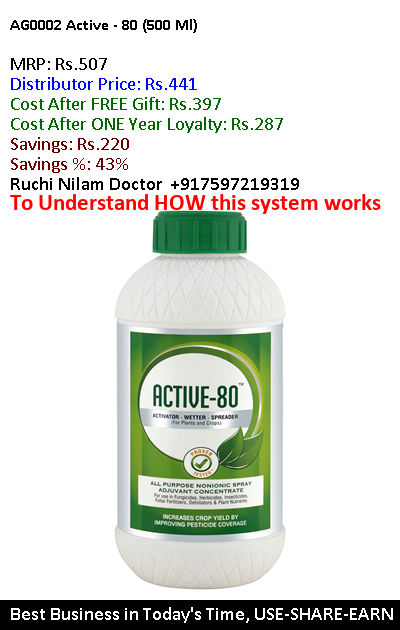 AG0002 Active - 80 (500 Ml)
MRP: Rs.507
Distributor Price: Rs.441
Cost After FREE Gift: Rs.397
Cost After ONE Year Loyalty: Rs.287
Savings: Rs.220
Savings %: 43%
Ruchi Nilam Doctor +917597219319
To Understand HOW this system works
ACTIVE-80™
ACTIVATOR - WETTER - SPREADER
(For Plants and Crops)
PROVEN
RESULTS
ALL PURPOSE NONIONIC SPRAY
ADJUVANT CONCENTRATE
For use in Fungicides, Herbicides, Insecticides,
Foliar Fertilizers, Defoliators & Plant Nutrients
INCREASES CROP YIELD BY
IMPROVING PESTICIDE COVERAGE
Best Business in Today's Time, USE-SHARE-EARN